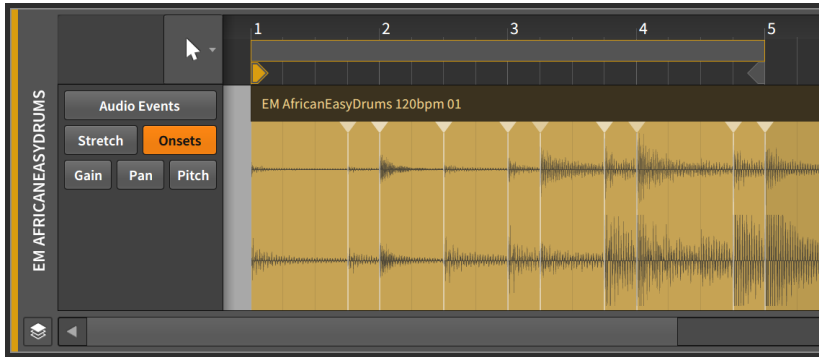 1 2 3 4 5
EM AFRICANEASYDRUMS
Audio Events
EM AfricanEasyDrums 120bpm 01
Stretch Onsets
Gain Pan Pitch